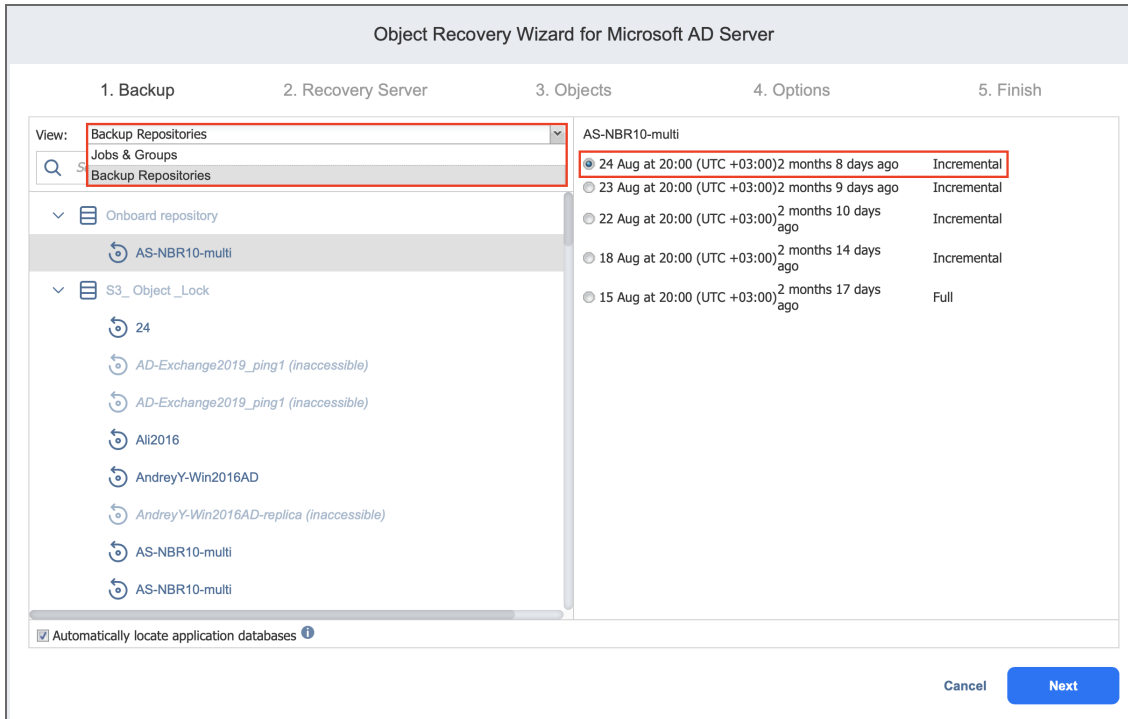 Object Recovery Wizard for Microsoft AD Server
1. Backup
2. Recovery Server
3. Objects
4. Options
5. Finish
View:
Backup Repositories
Jobs & Groups
Backup Repositories
Onboard repository
AS-NBR10-multi
S3_ Object _Lock
24
AD-Exchange2019_ping1 (inaccessible)
AD-Exchange2019_ping1 (inaccessible)
Ali2016
AndreyY-Win2016AD
AndreyY-Win2016AD-replica (inaccessible)
AS-NBR10-multi
AS-NBR10-multi
Automatically locate application databases
AS-NBR10-multi
24 Aug at 20:00 (UTC +03:00) 2 months 8 days ago Incremental
23 Aug at 20:00 (UTC +03:00) 2 months 9 days ago Incremental
22 Aug at 20:00 (UTC +03:00) 2 months 10 days
ago
Incremental
18 Aug at 20:00 (UTC +03:00) 2 months 14 days
ago
Incremental
15 Aug at 20:00 (UTC +03:00) 2 months 17 days
ago
Full
Cancel
Next